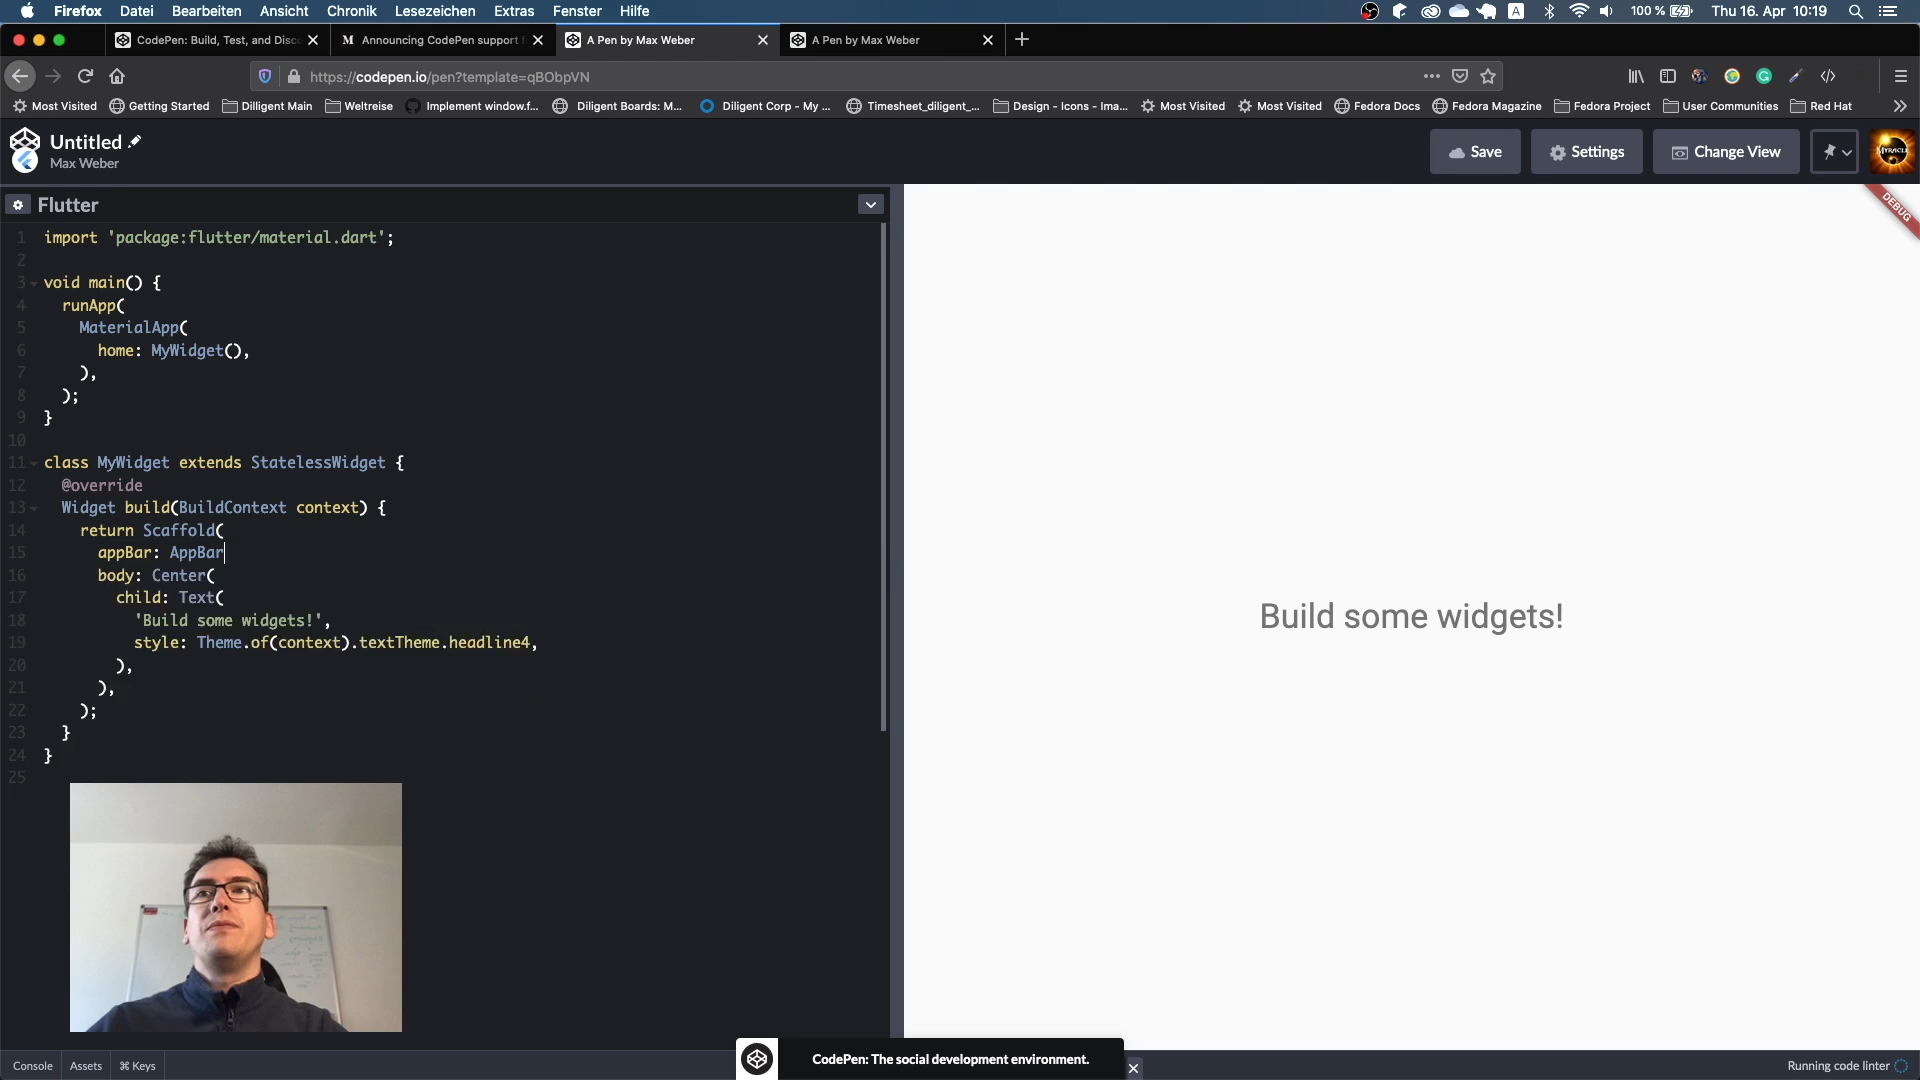 Firefox Datei Bearbeiten Ansicht Chronik Lesezeichen Extras Fenster Hilfe A 100 % Thu 16. Apr 10:19
CodePen: Build, Test, and Disc M Announcing CodePen support f A Pen by Max Weber A Pen by Max Weber
https://codepen.io/pen?template=qBObpVN
Most Visited Getting Started Dilligent Main Weltreise Implement window.f... Diligent Boards: M... Diligent Corp - My ... Timesheet_diligent_... Design - Icons - Ima... Most Visited Most Visited Fedora Docs Fedora Magazine Fedora Project User Communities Red Hat
Untitled
Max Weber
Save Settings Change View
MYRACLE
DEBUG
Flutter
1 import 'package:flutter/material.dart';
2
3 void main() {
4 runApp(
5 MaterialApp(
6 home: MyWidget(),
7 ),
8 );
9 }
10
11 class MyWidget extends StatelessWidget {
12 @override
13 Widget build(BuildContext context) {
14 return Scaffold(
15 appBar: AppBar
16 body: Center(
17 child: Text(
18 'Build some widgets!',
19 style: Theme.of(context).textTheme.headline4,
20 ),
21 ),
22 );
23 }
24 }
25
Build some widgets!
CodePen: The social development environment.
Console Assets ⌘ Keys
Running code linter